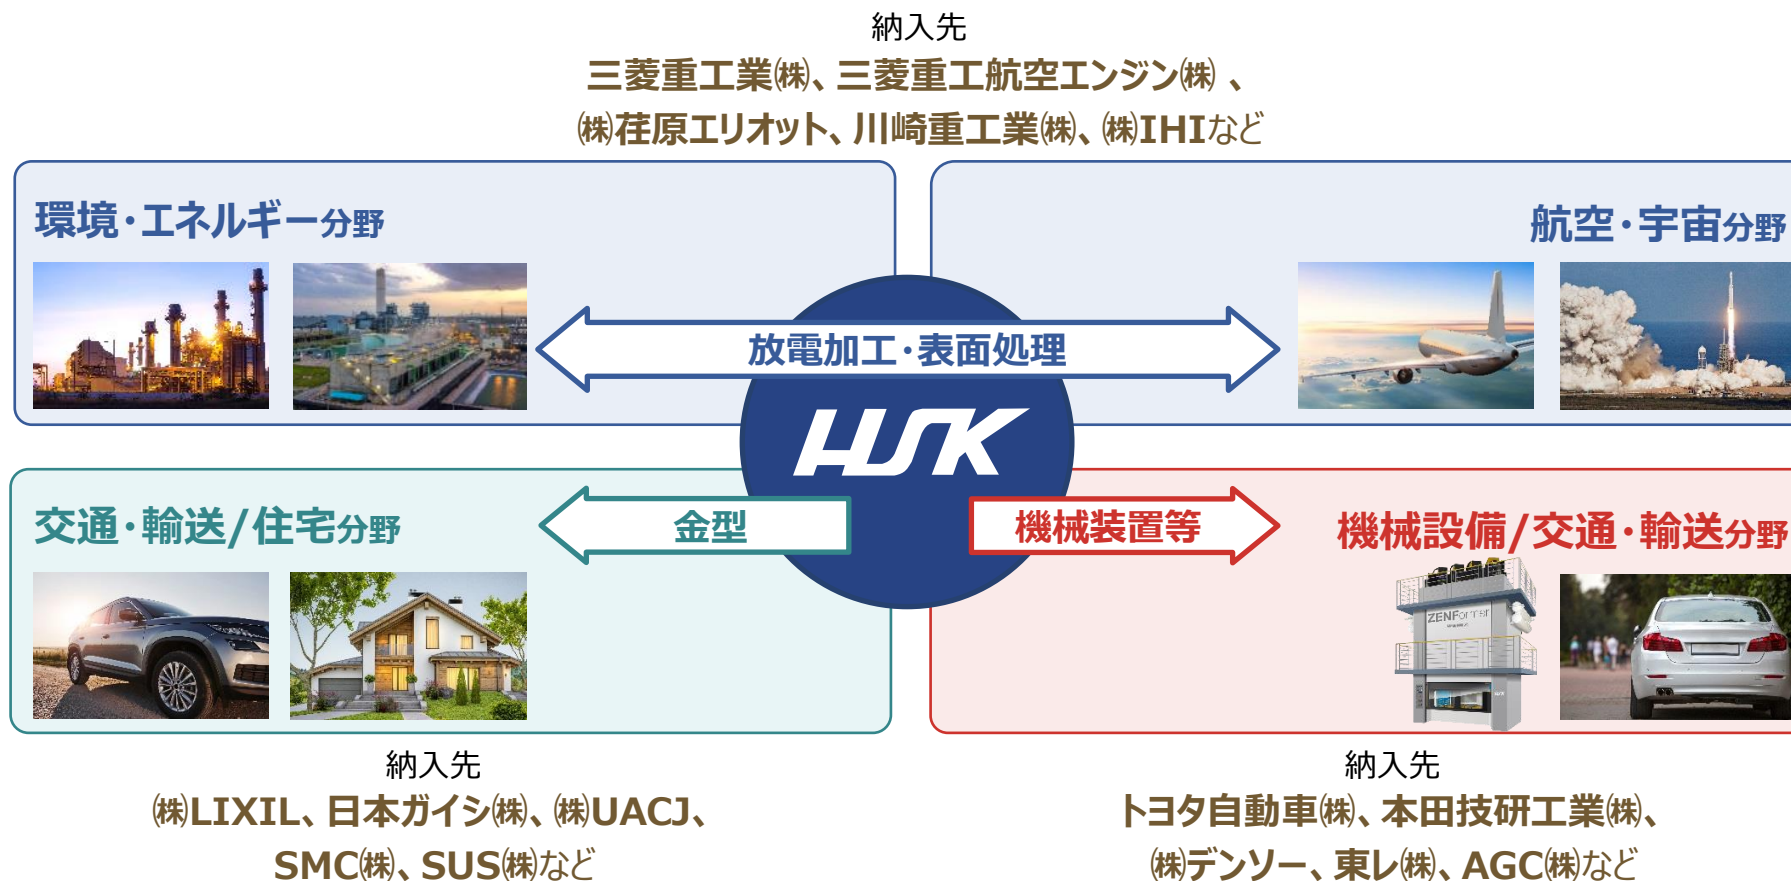 納入先
三菱重工業㈱、三菱重工航空エンジン㈱ 、
㈱荏原エリオット、川崎重工業㈱、㈱IHIなど
環境・エネルギー分野
航空・宇宙分野
放電加工・表面処理
HSK
交通・輸送/住宅分野
金型
機械装置等
機械設備/交通・輸送分野
ZENFormer
納入先
㈱LIXIL、日本ガイシ㈱、㈱UACJ、
SMC㈱、SUS㈱など
納入先
トヨタ自動車㈱、本田技研工業㈱、
㈱デンソー、東レ㈱、AGC㈱など